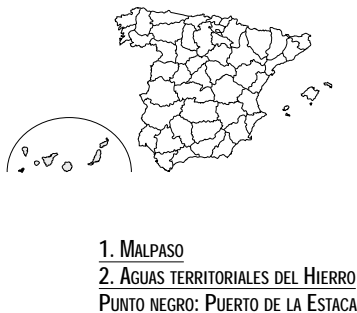 1. Malpaso
2. Aguas territoriales del Hierro
Punto negro: Puerto de la Estaca